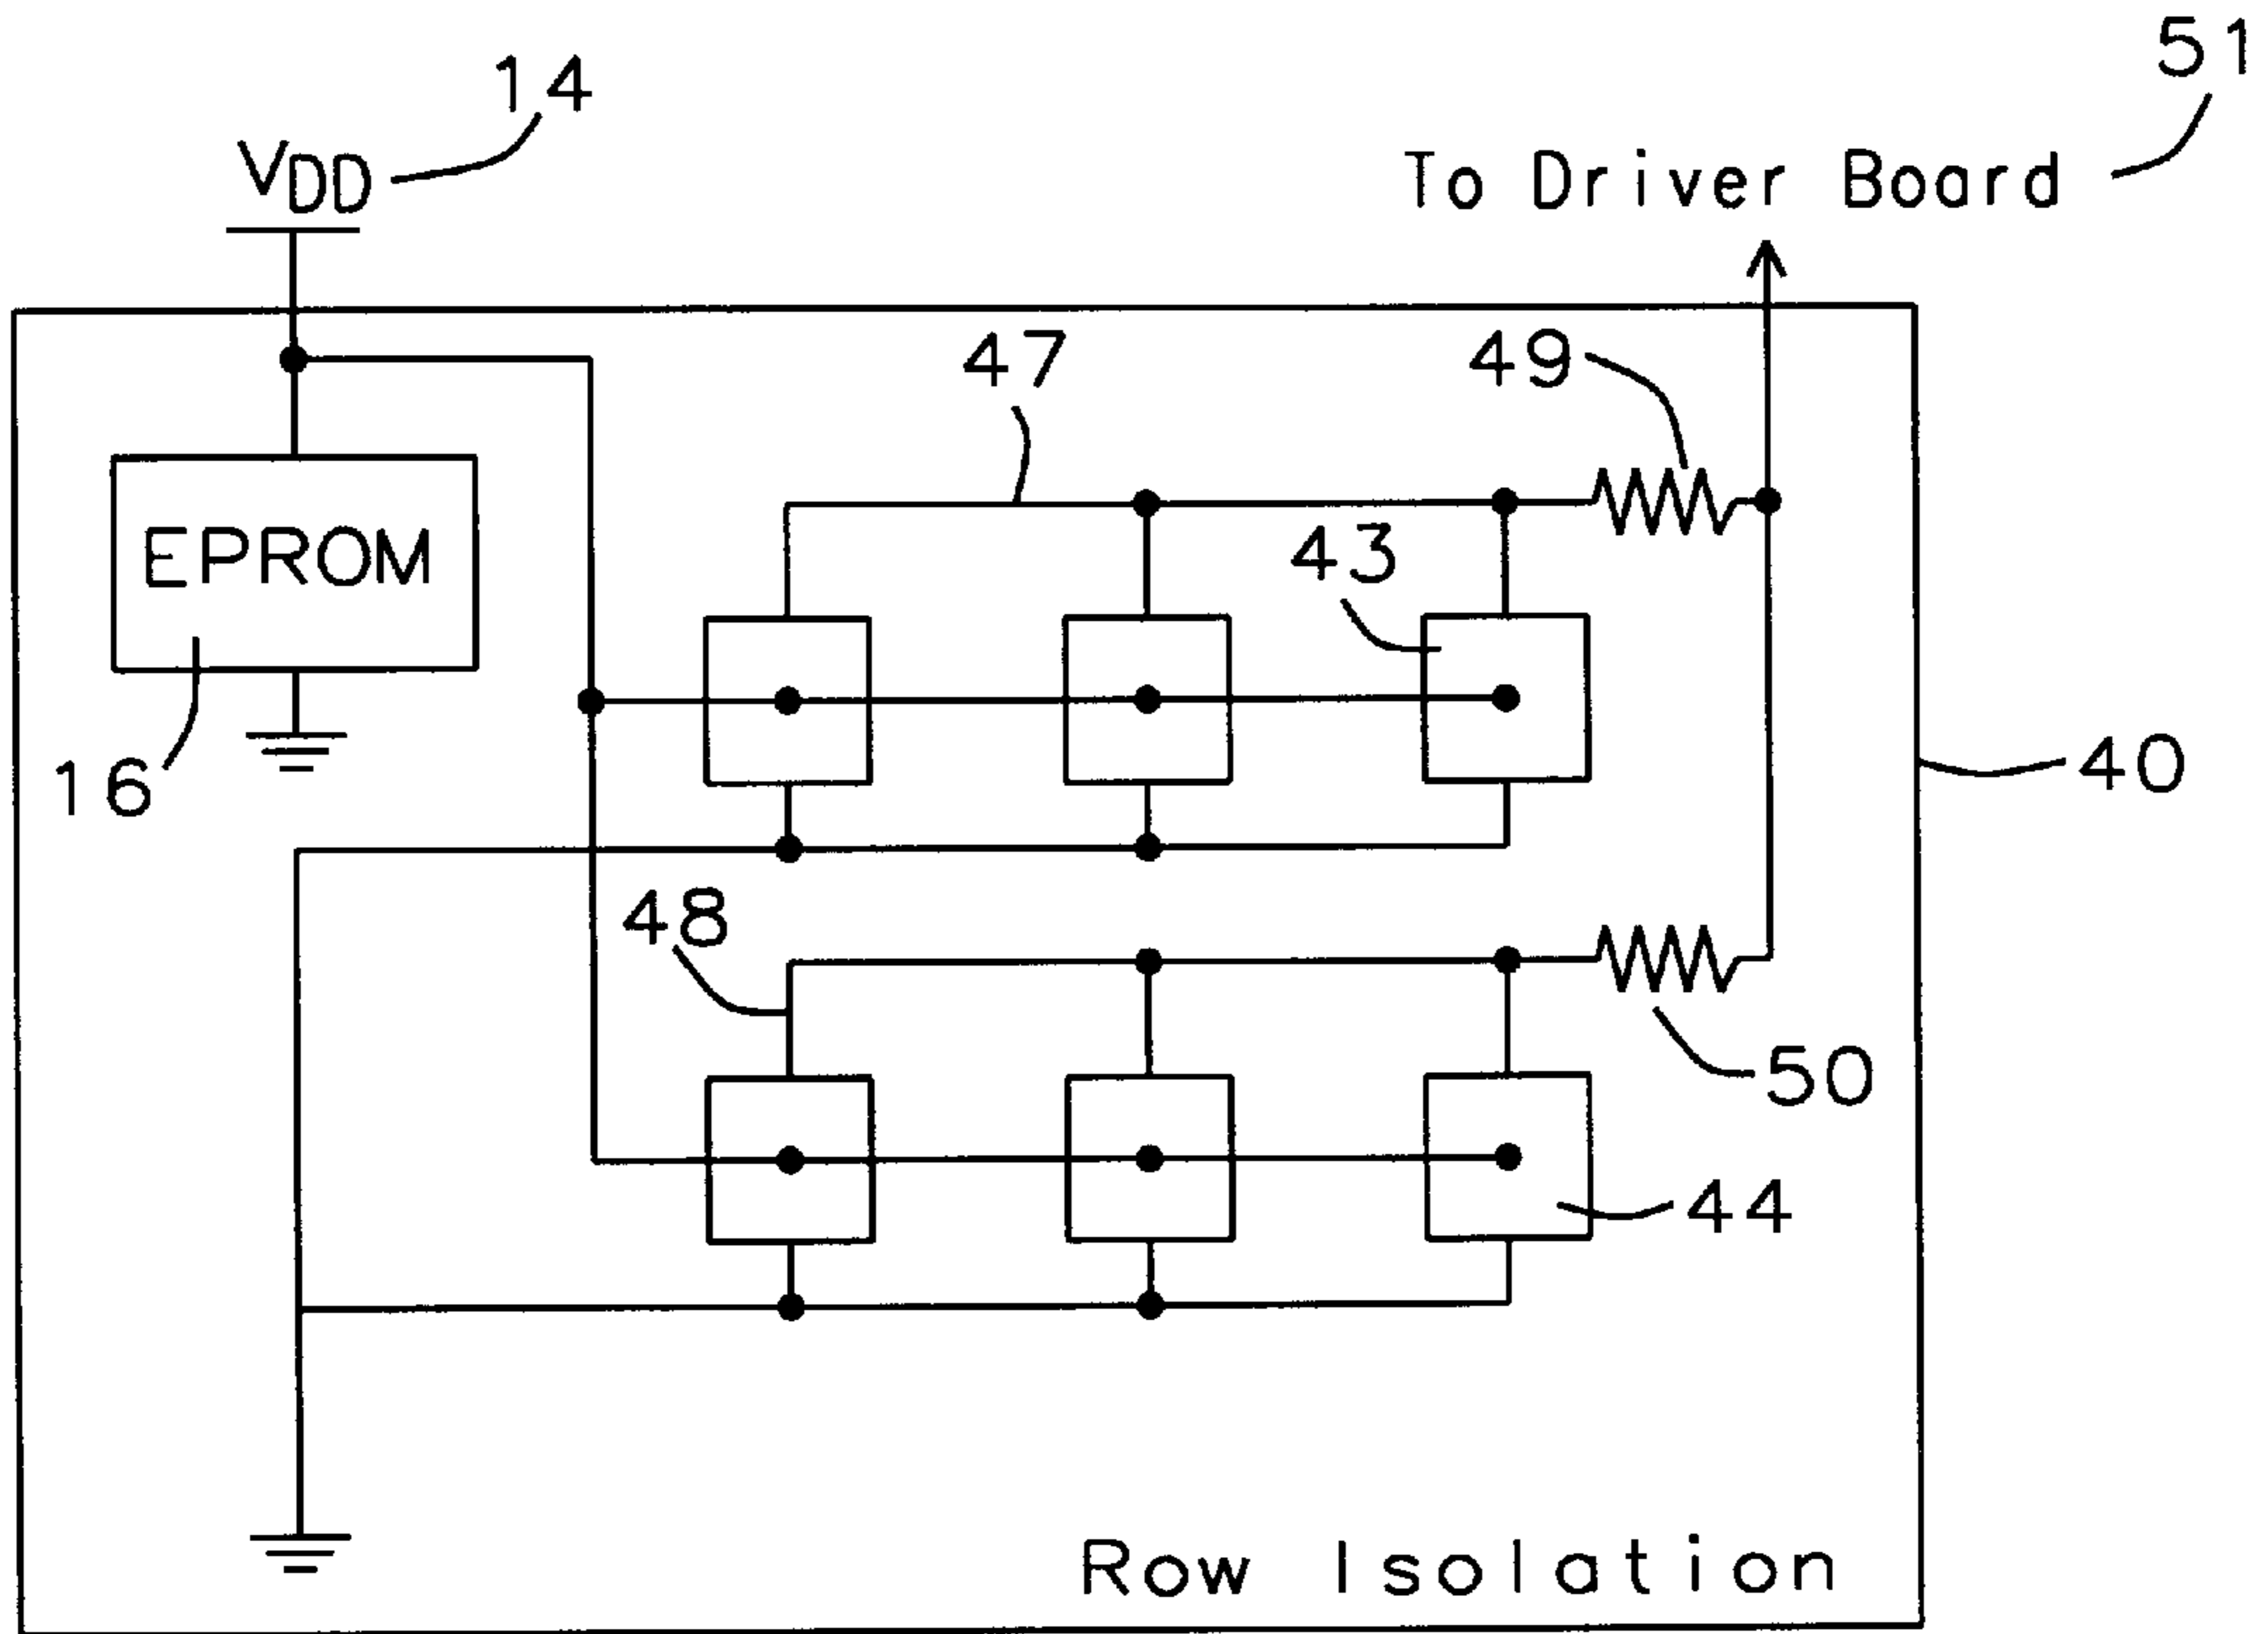 51
14
VDD
To Driver Board
47
49
EPROM
43
16
40
48
50
44
Row Isolation